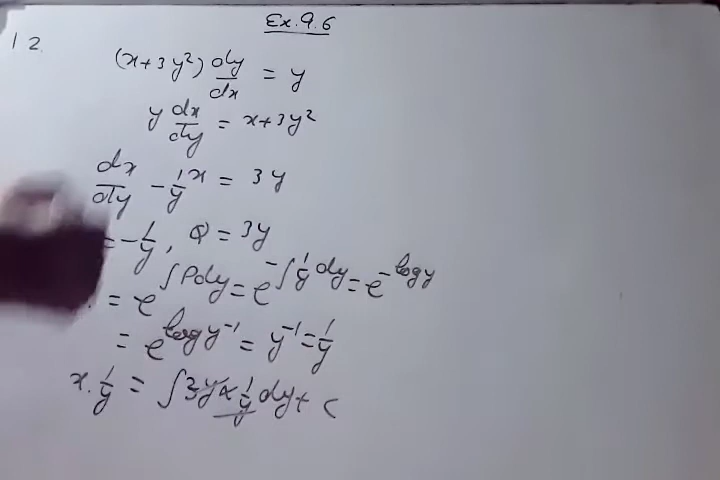 Ex. 9.6
12
(x+3y²) dy/dx = y
y dx/dy = x+3y²
dx/dy - 1/y x = 3y
= -1/y, Q = 3y
= e^∫Pdy = e^-∫1/y dy = e^-log y
= e^log y⁻¹ = y⁻¹ = 1/y
x. 1/y = ∫3y × 1/y dy + C